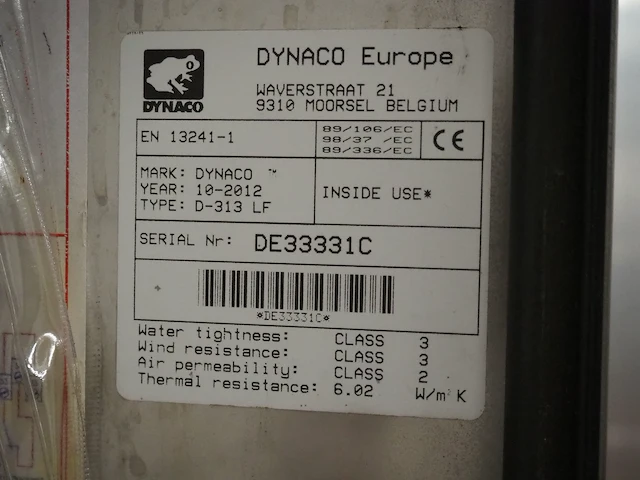 DYNACO
DYNACO Europe
WAVERSTRAAT 21
9310 MOORSEL BELGIUM
EN 13241-1
89/106/EC
98/37 /EC
89/336/EC
CE
MARK: DYNACO ™
YEAR: 10-2012
TYPE: D-313 LF
INSIDE USE*
SERIAL Nr: DE33331C
*DE33331C*
Water tightness: CLASS 3
Wind resistance: CLASS 3
Air permeability: CLASS 2
Thermal resistance: 6.02 W/m² K